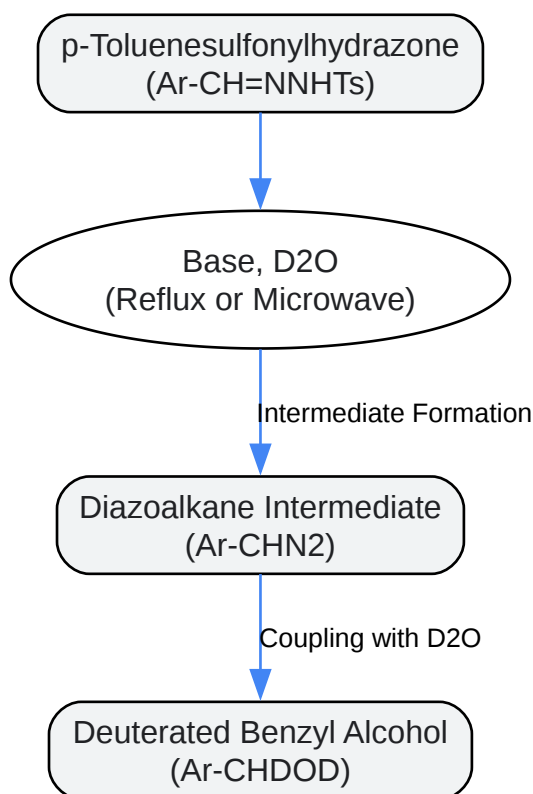 p-Toluenesulfonylhydrazone
(Ar-CH=NNHTs)
Base, D2O
(Reflux or Microwave)
Intermediate Formation
Diazoalkane Intermediate
(Ar-CHN2)
Coupling with D2O
Deuterated Benzyl Alcohol
(Ar-CHDOD)